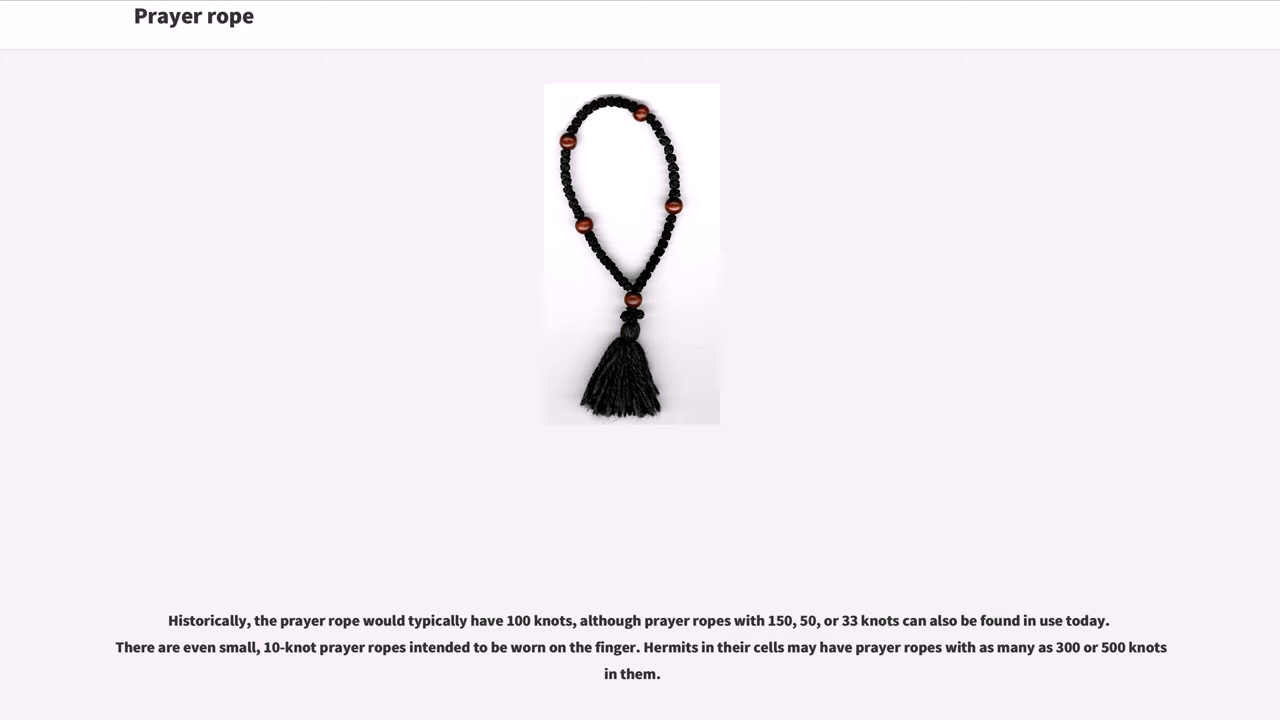 Prayer rope
Historically, the prayer rope would typically have 100 knots, although prayer ropes with 150, 50, or 33 knots can also be found in use today.
There are even small, 10-knot prayer ropes intended to be worn on the finger. Hermits in their cells may have prayer ropes with as many as 300 or 500 knots
in them.